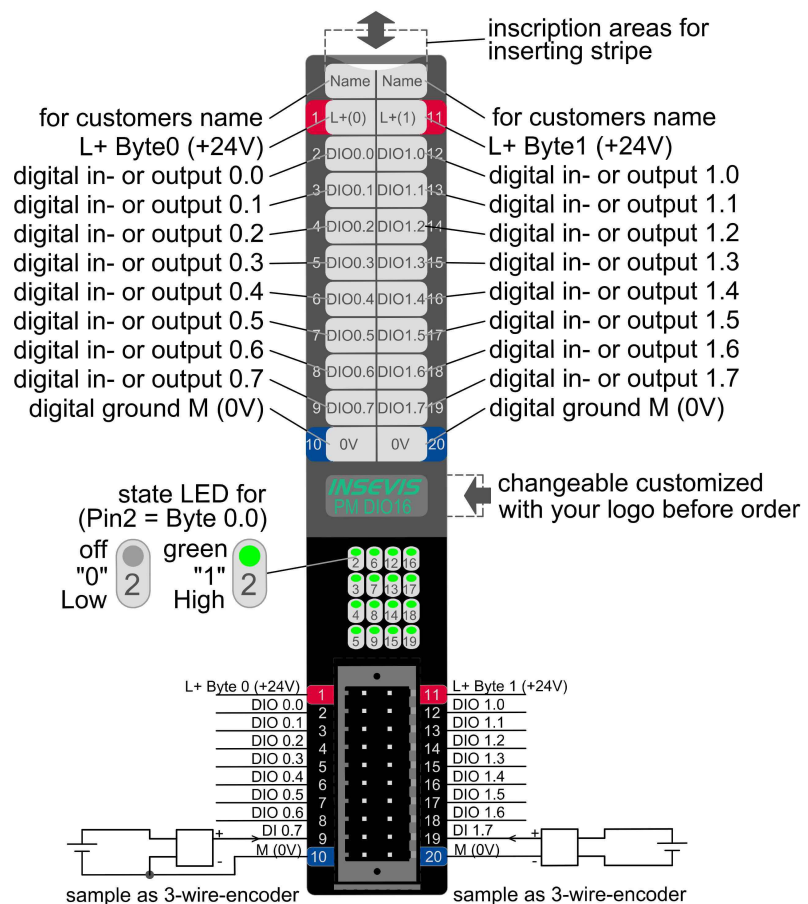 inscription areas for
inserting stripe
Name Name
for customers name
for customers name
1 L+(0) L+(1) 11
L+ Byte0 (+24V)
L+ Byte1 (+24V)
2 DIO0.0 DIO1.0 12
digital in- or output 0.0
digital in- or output 1.0
3 DIO0.1 DIO1.1 13
digital in- or output 0.1
digital in- or output 1.1
4 DIO0.2 DIO1.2 14
digital in- or output 0.2
digital in- or output 1.2
5 DIO0.3 DIO1.3 15
digital in- or output 0.3
digital in- or output 1.3
6 DIO0.4 DIO1.4 16
digital in- or output 0.4
digital in- or output 1.4
7 DIO0.5 DIO1.5 17
digital in- or output 0.5
digital in- or output 1.5
8 DIO0.6 DIO1.6 18
digital in- or output 0.6
digital in- or output 1.6
9 DIO0.7 DIO1.7 19
digital in- or output 0.7
digital in- or output 1.7
digital ground M (0V)
digital ground M (0V)
10 0V 0V 20
INSEVIS
PM DIO16
changeable customized
with your logo before order
state LED for
(Pin2 = Byte 0.0)
off
"0"
Low
2
green
"1"
High
2
2 6 12 16
3 7 13 17
4 8 14 18
5 9 15 19
L+ Byte 0 (+24V) 1 11 L+ Byte 1 (+24V)
DIO 0.0 2 12 DIO 1.0
DIO 0.1 3 13 DIO 1.1
DIO 0.2 4 14 DIO 1.2
DIO 0.3 5 15 DIO 1.3
DIO 0.4 6 16 DIO 1.4
DIO 0.5 7 17 DIO 1.5
DIO 0.6 8 18 DIO 1.6
+ DI 0.7 9 19 DI 1.7 +
- M (0V) 10 20 M (0V) -
sample as 3-wire-encoder
sample as 3-wire-encoder